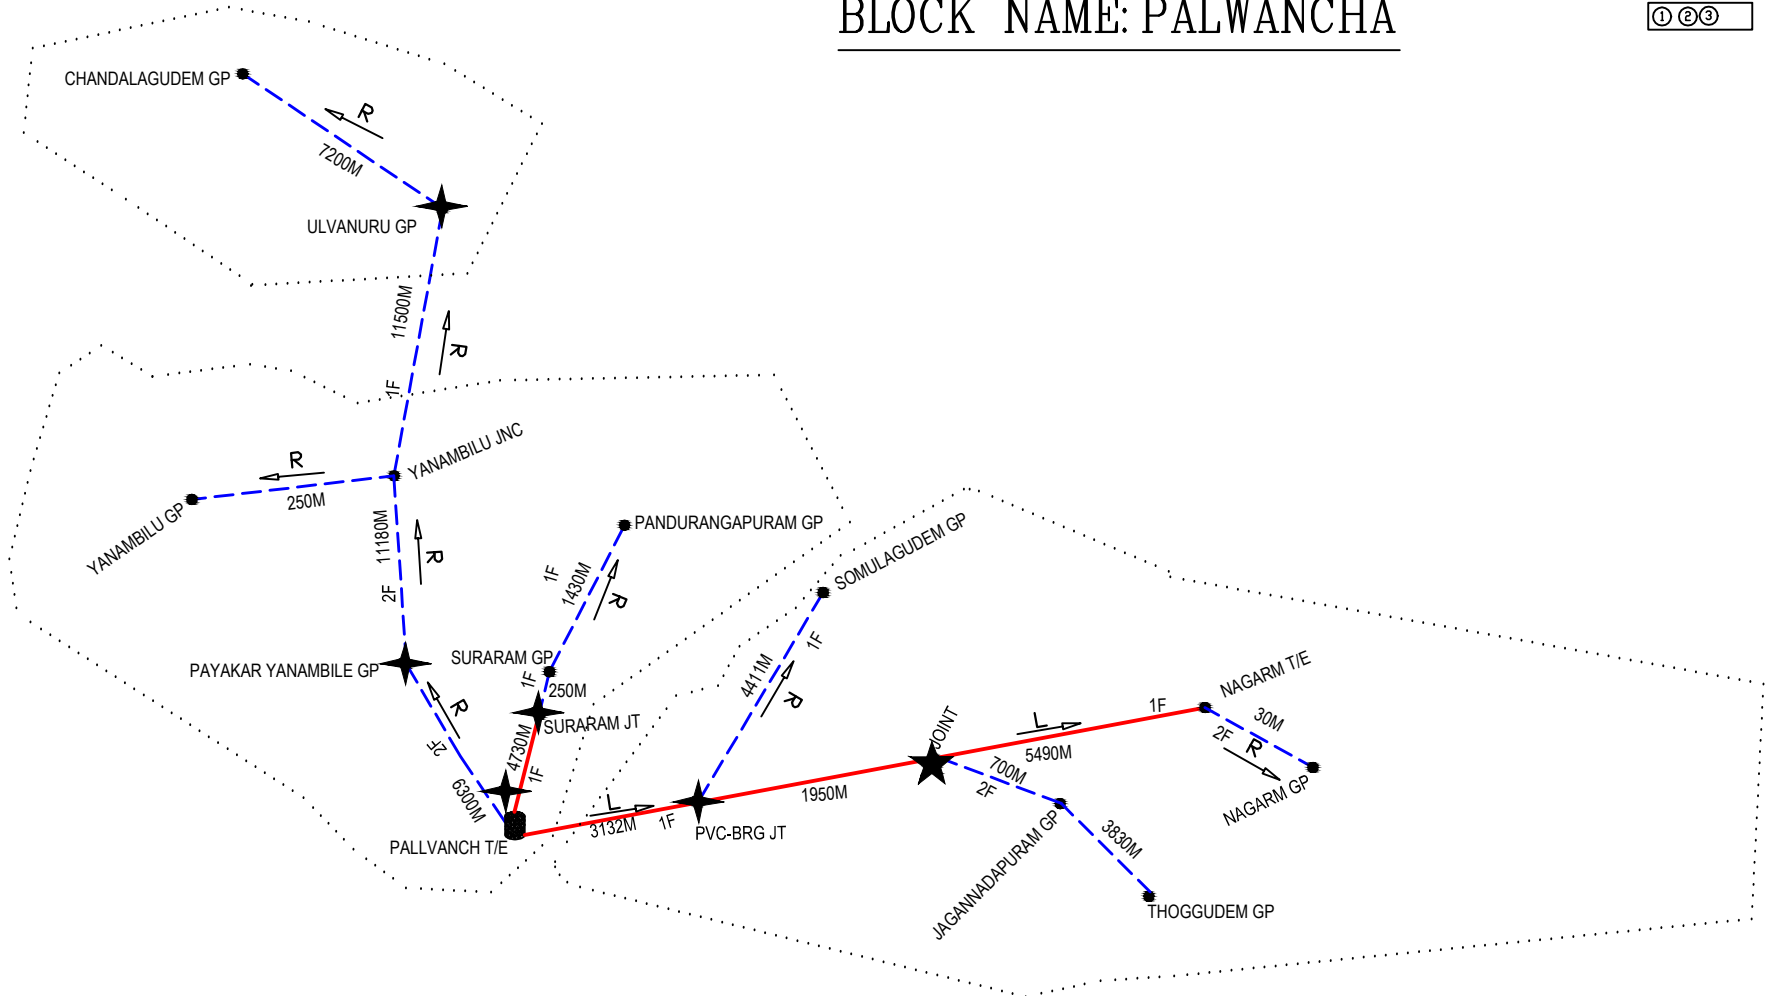 BLOCK NAME: PALWANCHA
1 2 3
CHANDALAGUDEM GP
R
7200M
ULVANURU GP
11500M
R
1F
YANAMBILU JNC
R
250M
YANAMBILU GP
11180M
R
2F
PANDURANGAPURAM GP
1F
1430M
R
SOMULAGUDEM GP
1F
4411M
R
PAYAKAR YANAMBILE GP
SURARAM GP
1F
250M
SURARAM JT
R
2F
6300M
4730M
1F
PALLVANCH T/E
L
3132M
1F
PVC-BRG JT
1950M
JOINT
L
5490M
1F
NAGARM T/E
30M
2F
R
NAGARM GP
700M
2F
JAGANNADAPURAM GP
3830M
THOGGUDEM GP